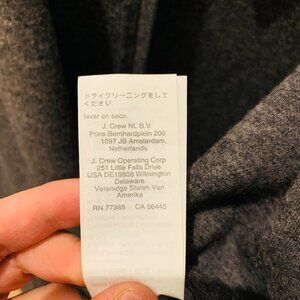 ドライクリーニングをして
ください.
lavar en seco.
J. Crew NL B.V.
Prins Bernhardplein 200
1097 JB Amsterdam,
Netherlands
J. Crew Operating Corp
251 Little Falls Drive
USA DE19808 Wilmington
Delaware
Verenidge Staten Van
Amerika
RN 77388 CA 56445